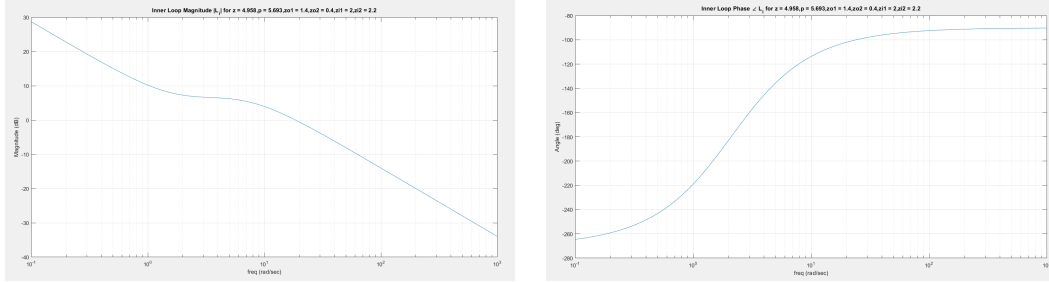 Inner Loop Magnitude |L_i| for z = 4.958,p = 5.693,zo1 = 1.4,zo2 = 0.4,zi1 = 2,zi2 = 2.2
30
20
10
0
-10
-20
-30
-40
Magnitude (dB)
10^-1 10^0 10^1 10^2 10^3
freq (rad/sec)
Inner Loop Phase ∠ L_i for z = 4.958,p = 5.693,zo1 = 1.4,zo2 = 0.4,zi1 = 2,zi2 = 2.2
-80
-100
-120
-140
-160
-180
-200
-220
-240
-260
-280
Angle (deg)
10^-1 10^0 10^1 10^2 10^3
freq (rad/sec)